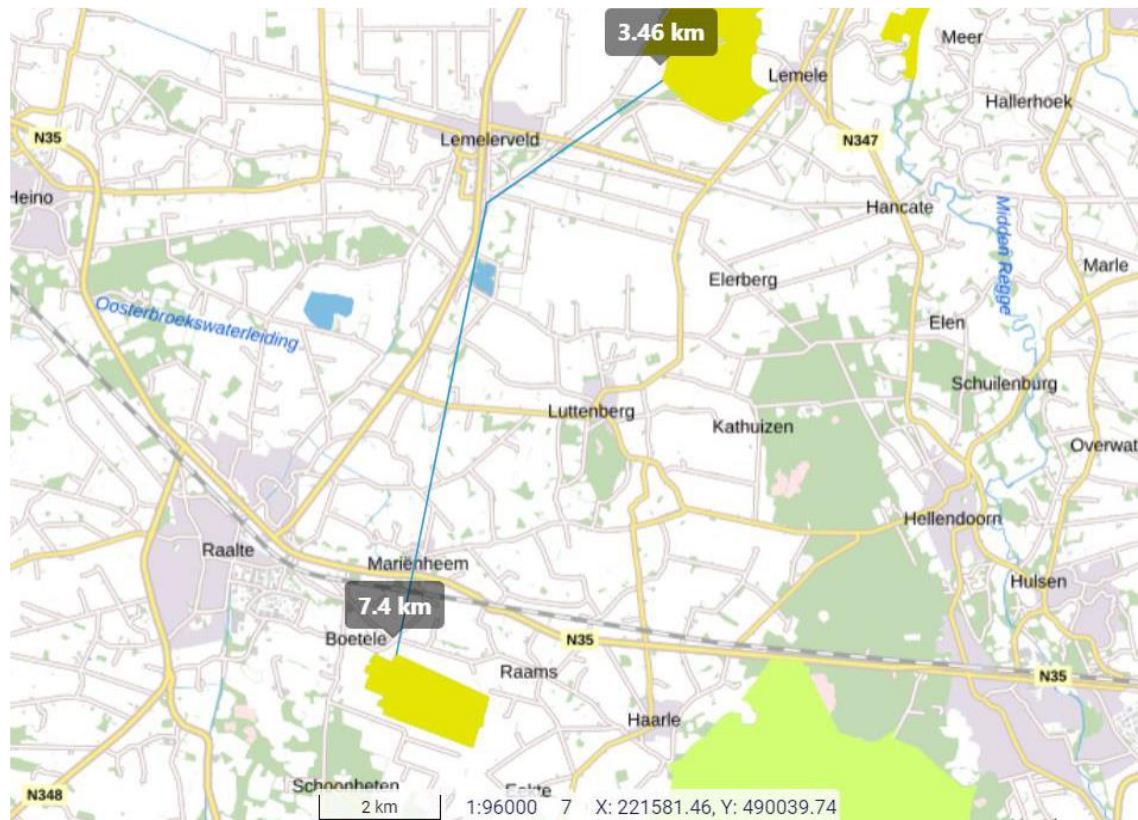 3.46 km
Meer
Lemele
Hallerhoek
N35
Lemelerveld
N347
Heino
Hancate
Midden Regge
Marle
Elerberg
Oosterbroekswaterleiding
Elen
Schuilenburg
Luttenberg
Kathuizen
Overwat
Hellendoorn
Raalte
Mariënheem
Hulsen
7.4 km
Boetele
N35
Raams
N35
Haarle
Schoonheten
Eelte
N348
2 km 1:96000 7 X: 221581.46, Y: 490039.74